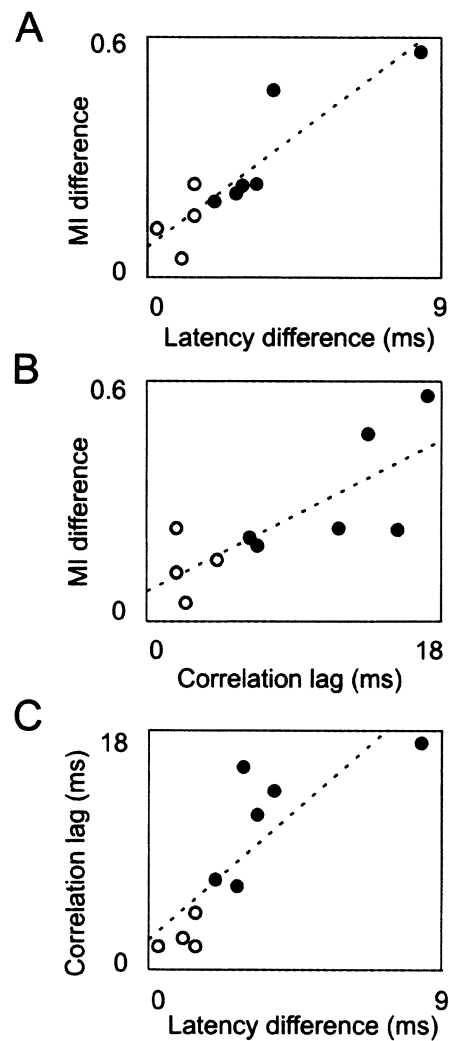 A
0.6
MI difference
0
0 9
Latency difference (ms)
B
0.6
MI difference
0
0 18
Correlation lag (ms)
C
18
Correlation lag (ms)
0
0 9
Latency difference (ms)